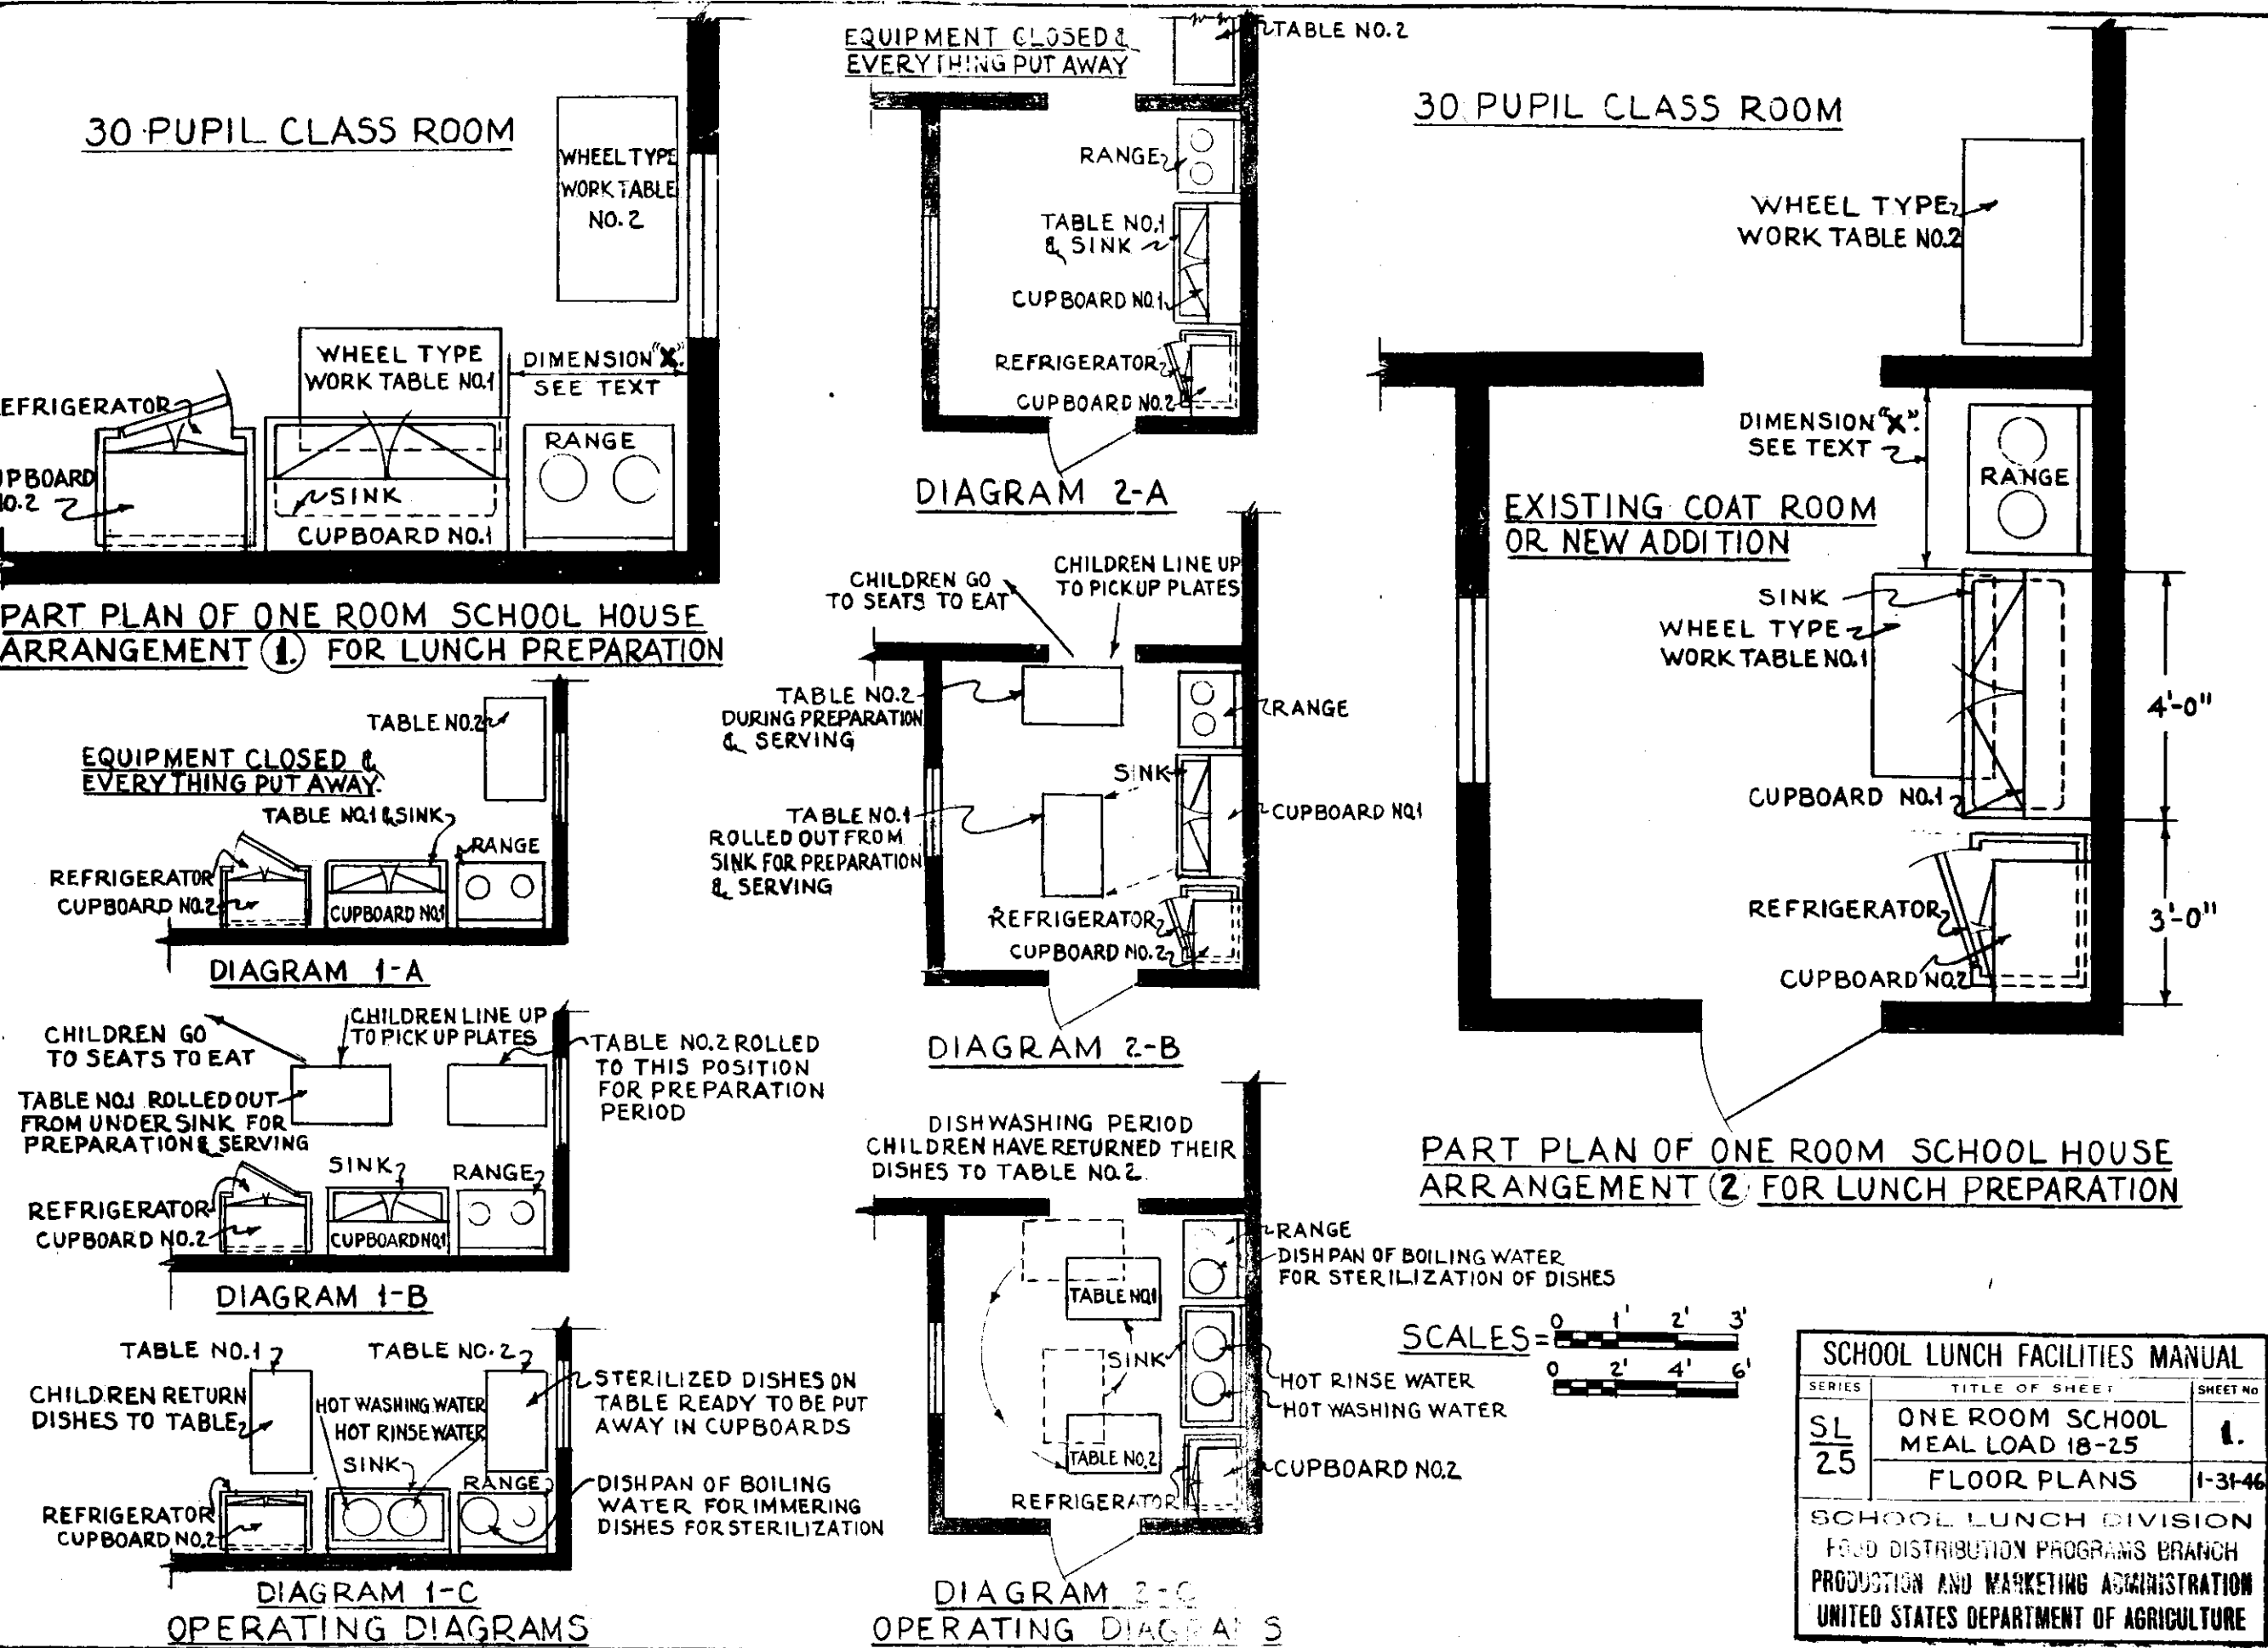 30 PUPIL CLASS ROOM
WHEEL TYPE
WORK TABLE
NO. 2
WHEEL TYPE
WORK TABLE NO.1
DIMENSION "X".
SEE TEXT
EFRIGERATOR
RANGE
UPBOARD
NO.2
SINK
CUPBOARD NO.1
PART PLAN OF ONE ROOM SCHOOL HOUSE
ARRANGEMENT 1. FOR LUNCH PREPARATION
TABLE NO.2
EQUIPMENT CLOSED &
EVERYTHING PUT AWAY.
TABLE NO.1 & SINK
RANGE
REFRIGERATOR
CUPBOARD NO.2
CUPBOARD NO.1
DIAGRAM 1-A
CHILDREN GO
TO SEATS TO EAT
CHILDREN LINE UP
TO PICK UP PLATES
TABLE NO.2 ROLLED
TO THIS POSITION
FOR PREPARATION
PERIOD
TABLE NO.1 ROLLED OUT
FROM UNDER SINK FOR
PREPARATION & SERVING
SINK
RANGE
REFRIGERATOR
CUPBOARD NO.2
CUPBOARD NO.1
DIAGRAM 1-B
TABLE NO.1
TABLE NO.2
CHILDREN RETURN
DISHES TO TABLE
HOT WASHING WATER
HOT RINSE WATER
STERILIZED DISHES ON
TABLE READY TO BE PUT
AWAY IN CUPBOARDS
SINK
RANGE
REFRIGERATOR
CUPBOARD NO.2
DISHPAN OF BOILING
WATER FOR IMMERING
DISHES FOR STERILIZATION
DIAGRAM 1-C
OPERATING DIAGRAMS
EQUIPMENT CLOSED &
EVERYTHING PUT AWAY
TABLE NO.2
RANGE
TABLE NO.1
& SINK
CUPBOARD NO.1
REFRIGERATOR
CUPBOARD NO.2
DIAGRAM 2-A
CHILDREN GO
TO SEATS TO EAT
CHILDREN LINE UP
TO PICKUP PLATES
TABLE NO.2
DURING PREPARATION
& SERVING
RANGE
SINK
TABLE NO.1
ROLLED OUT FROM
SINK FOR PREPARATION
& SERVING
CUPBOARD NO.1
REFRIGERATOR
CUPBOARD NO.2
DIAGRAM 2-B
DISHWASHING PERIOD
CHILDREN HAVE RETURNED THEIR
DISHES TO TABLE NO.2.
RANGE
DISHPAN OF BOILING WATER
FOR STERILIZATION OF DISHES
TABLE NO.1
SINK
HOT RINSE WATER
HOT WASHING WATER
TABLE NO.2
CUPBOARD NO.2
REFRIGERATOR
DIAGRAM 2-C
OPERATING DIAGRAMS
30 PUPIL CLASS ROOM
WHEEL TYPE
WORK TABLE NO.2
DIMENSION "X".
SEE TEXT
RANGE
EXISTING COAT ROOM
OR NEW ADDITION
SINK
WHEEL TYPE
WORK TABLE NO.1
4'-0"
CUPBOARD NO.1
REFRIGERATOR
3'-0"
CUPBOARD NO.2
PART PLAN OF ONE ROOM SCHOOL HOUSE
ARRANGEMENT 2 FOR LUNCH PREPARATION
SCALES =
0 1' 2' 3'
0 2' 4' 6'
SCHOOL LUNCH FACILITIES MANUAL
SERIES TITLE OF SHEET SHEET NO
SL
25
ONE ROOM SCHOOL
MEAL LOAD 18-25
1.
FLOOR PLANS
1-31-46
SCHOOL LUNCH DIVISION
FOOD DISTRIBUTION PROGRAMS BRANCH
PRODUCTION AND MARKETING ADMINISTRATION
UNITED STATES DEPARTMENT OF AGRICULTURE